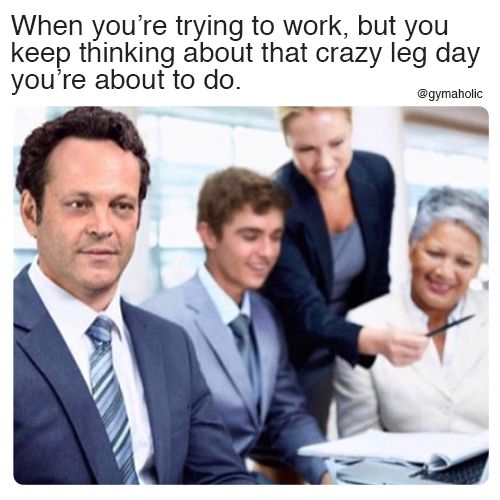 When you’re trying to work, but you
keep thinking about that crazy leg day
you’re about to do.
@gymaholic